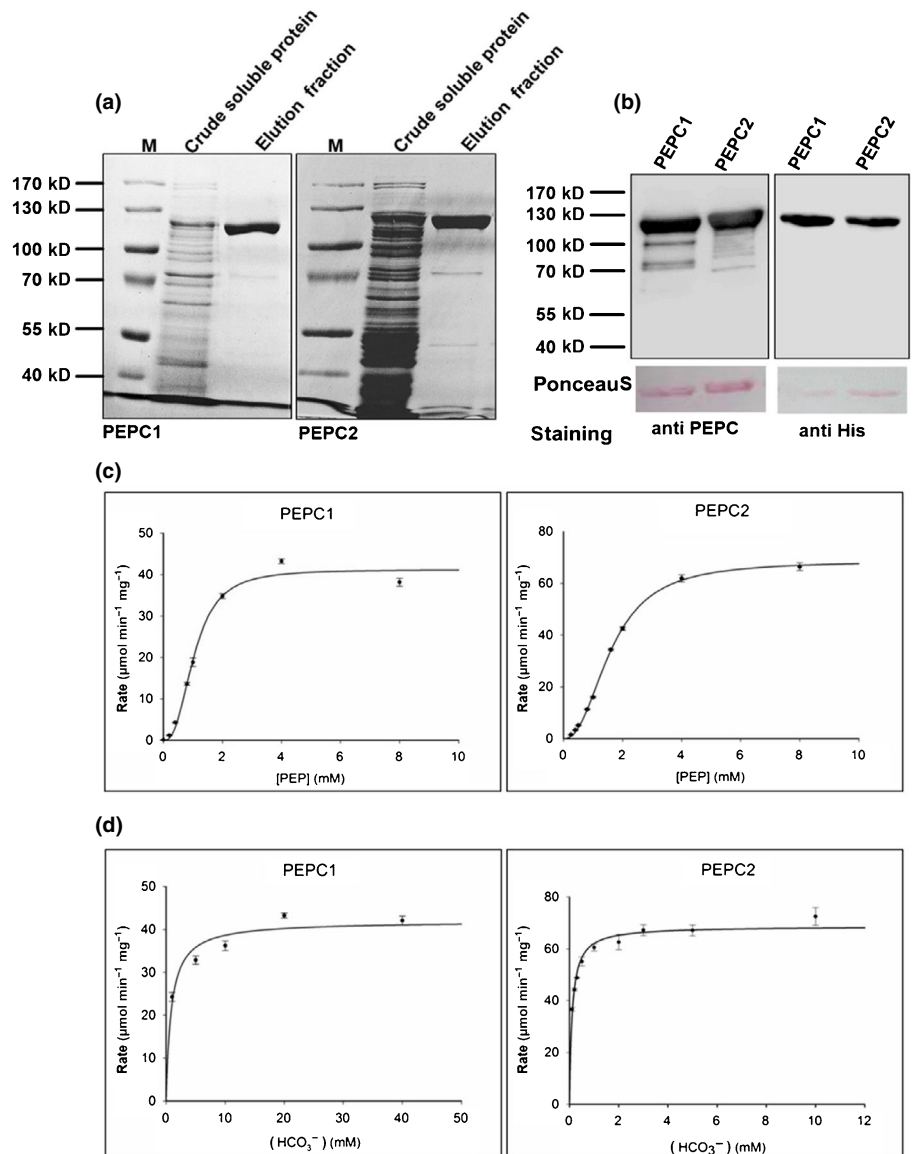 (a)
Crude soluble protein
Elution fraction
Crude soluble protein
Elution fraction
M
M
170 kD
130 kD
100 kD
70 kD
55 kD
40 kD
PEPC1
PEPC2
(b)
PEPC1
PEPC2
PEPC1
PEPC2
170 kD
130 kD
100 kD
70 kD
55 kD
40 kD
PonceauS
Staining
anti PEPC
anti His
(c)
PEPC1
Rate (μmol min⁻¹ mg⁻¹)
50
40
30
20
10
0
0 2 4 6 8 10
[PEP] (mM)
PEPC2
Rate (μmol min⁻¹ mg⁻¹)
80
60
40
20
0
0 2 4 6 8 10
[PEP] (mM)
(d)
PEPC1
Rate (μmol min⁻¹ mg⁻¹)
50
40
30
20
10
0
0 10 20 30 40 50
(HCO₃⁻) (mM)
PEPC2
Rate (μmol min⁻¹ mg⁻¹)
80
60
40
20
0
0 2 4 6 8 10 12
(HCO₃⁻) (mM)